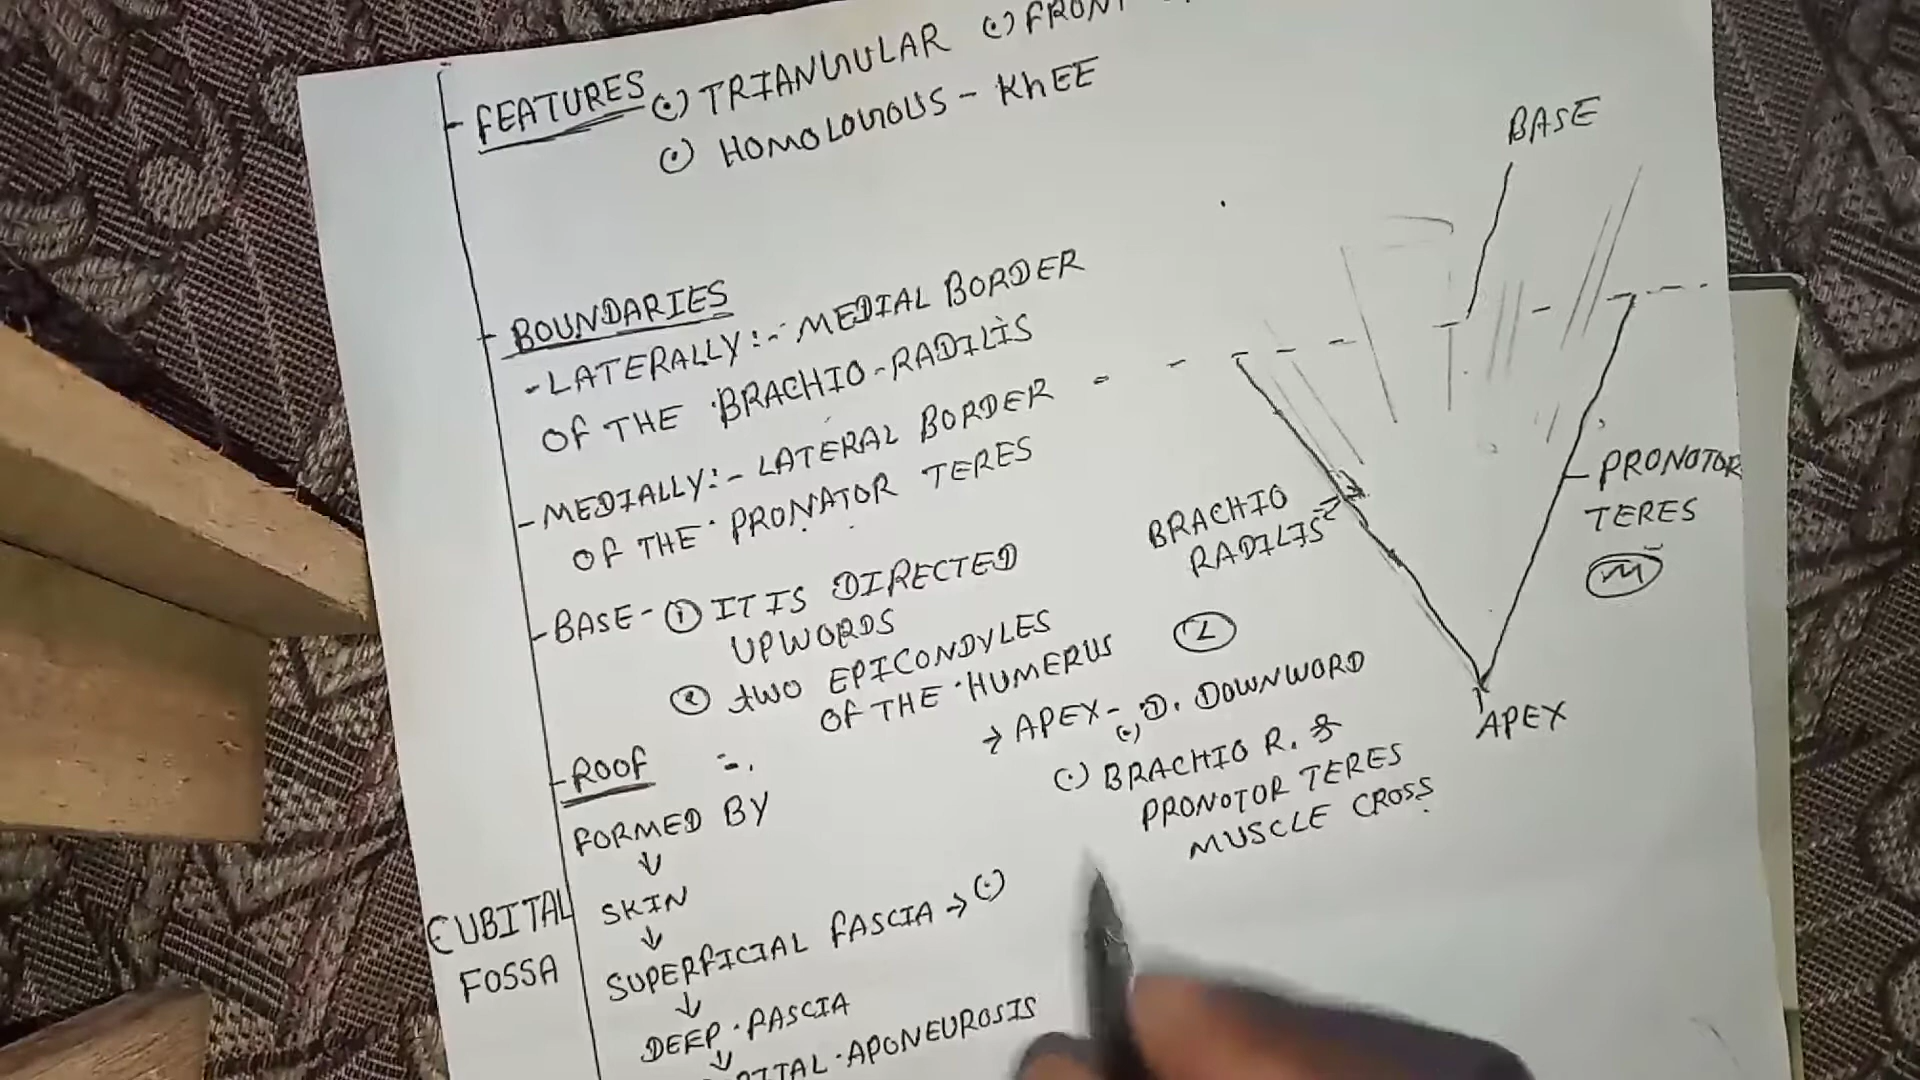 FEATURES (·) TRIANGULAR (·) FRONT
(·) HOMOLOGOUS - KhEE
BOUNDARIES
- LATERALLY :- MEDIAL BORDER
OF THE BRACHIO-RADILIS
- MEDIALLY :- LATERAL BORDER
OF THE PRONATOR TERES
BASE - ① IT IS DIRECTED
UPWORDS
② two EPICONDYLES
OF THE HUMERUS
→ APEX - (·) D. DOWNWORD
(·) BRACHIO R. &
PRONOTOR TERES
MUSCLE CROSS
ROOF :-
FORMED BY
↓
SKIN
↓
SUPERFICIAL FASCIA → (·)
↓
DEEP FASCIA
↓
APONEUROSIS
CUBITAL
FOSSA
BASE
BRACHIO
RADILIS
L
PRONOTOR
TERES
M
APEX